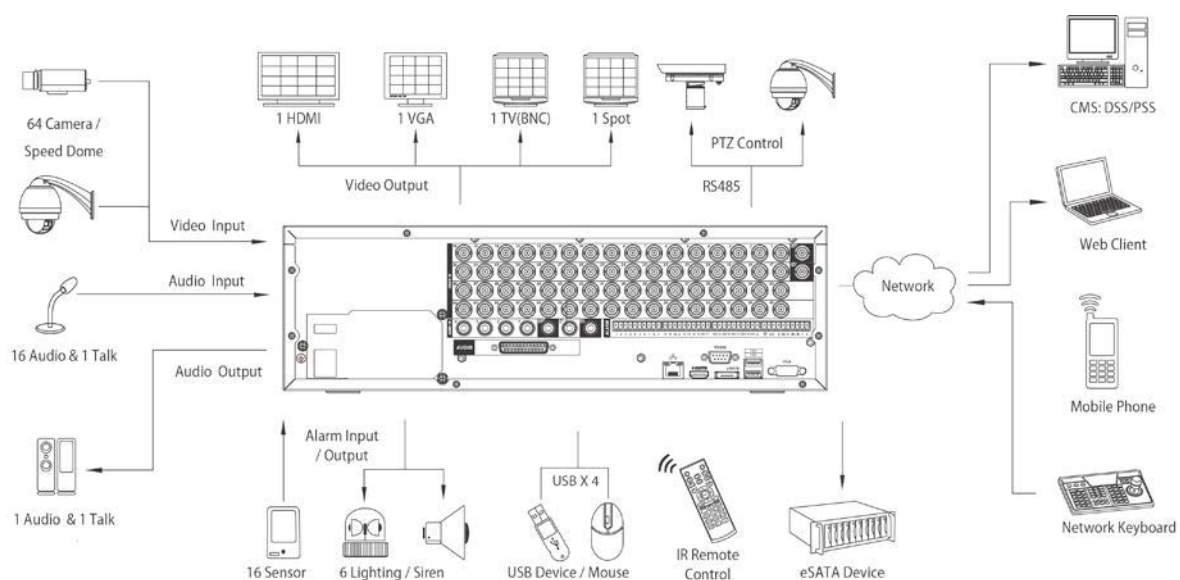 1 HDMI
1 VGA
1 TV(BNC)
1 Spot
PTZ Control
RS485
Video Output
CMS: DSS/PSS
64 Camera /
Speed Dome
Video Input
Audio Input
16 Audio & 1 Talk
Audio Output
1 Audio & 1 Talk
Network
Web Client
Mobile Phone
Network Keyboard
AUDIO
HDMI
VGA
Alarm Input
/ Output
16 Sensor
6 Lighting / Siren
USB X 4
USB Device / Mouse
IR Remote
Control
eSATA Device